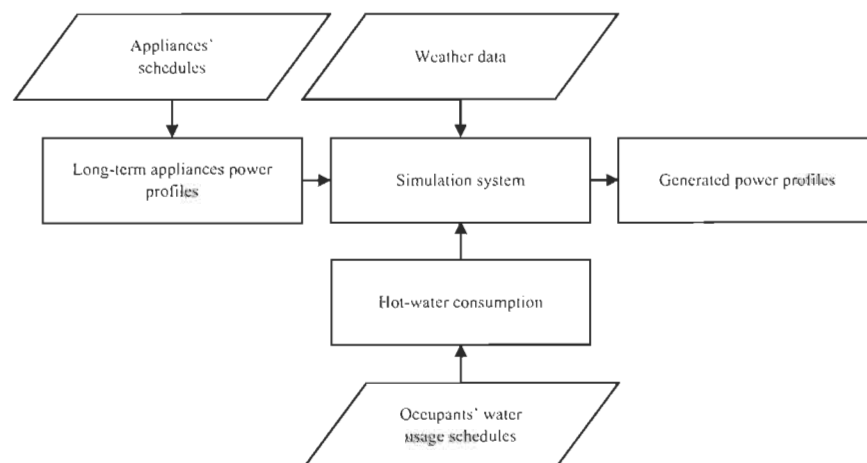 Appliances'
schedules
Weather data
Long-term appliances power
profiles
Simulation system
Generated power profiles
Hot-water consumption
Occupants' water
usage schedules